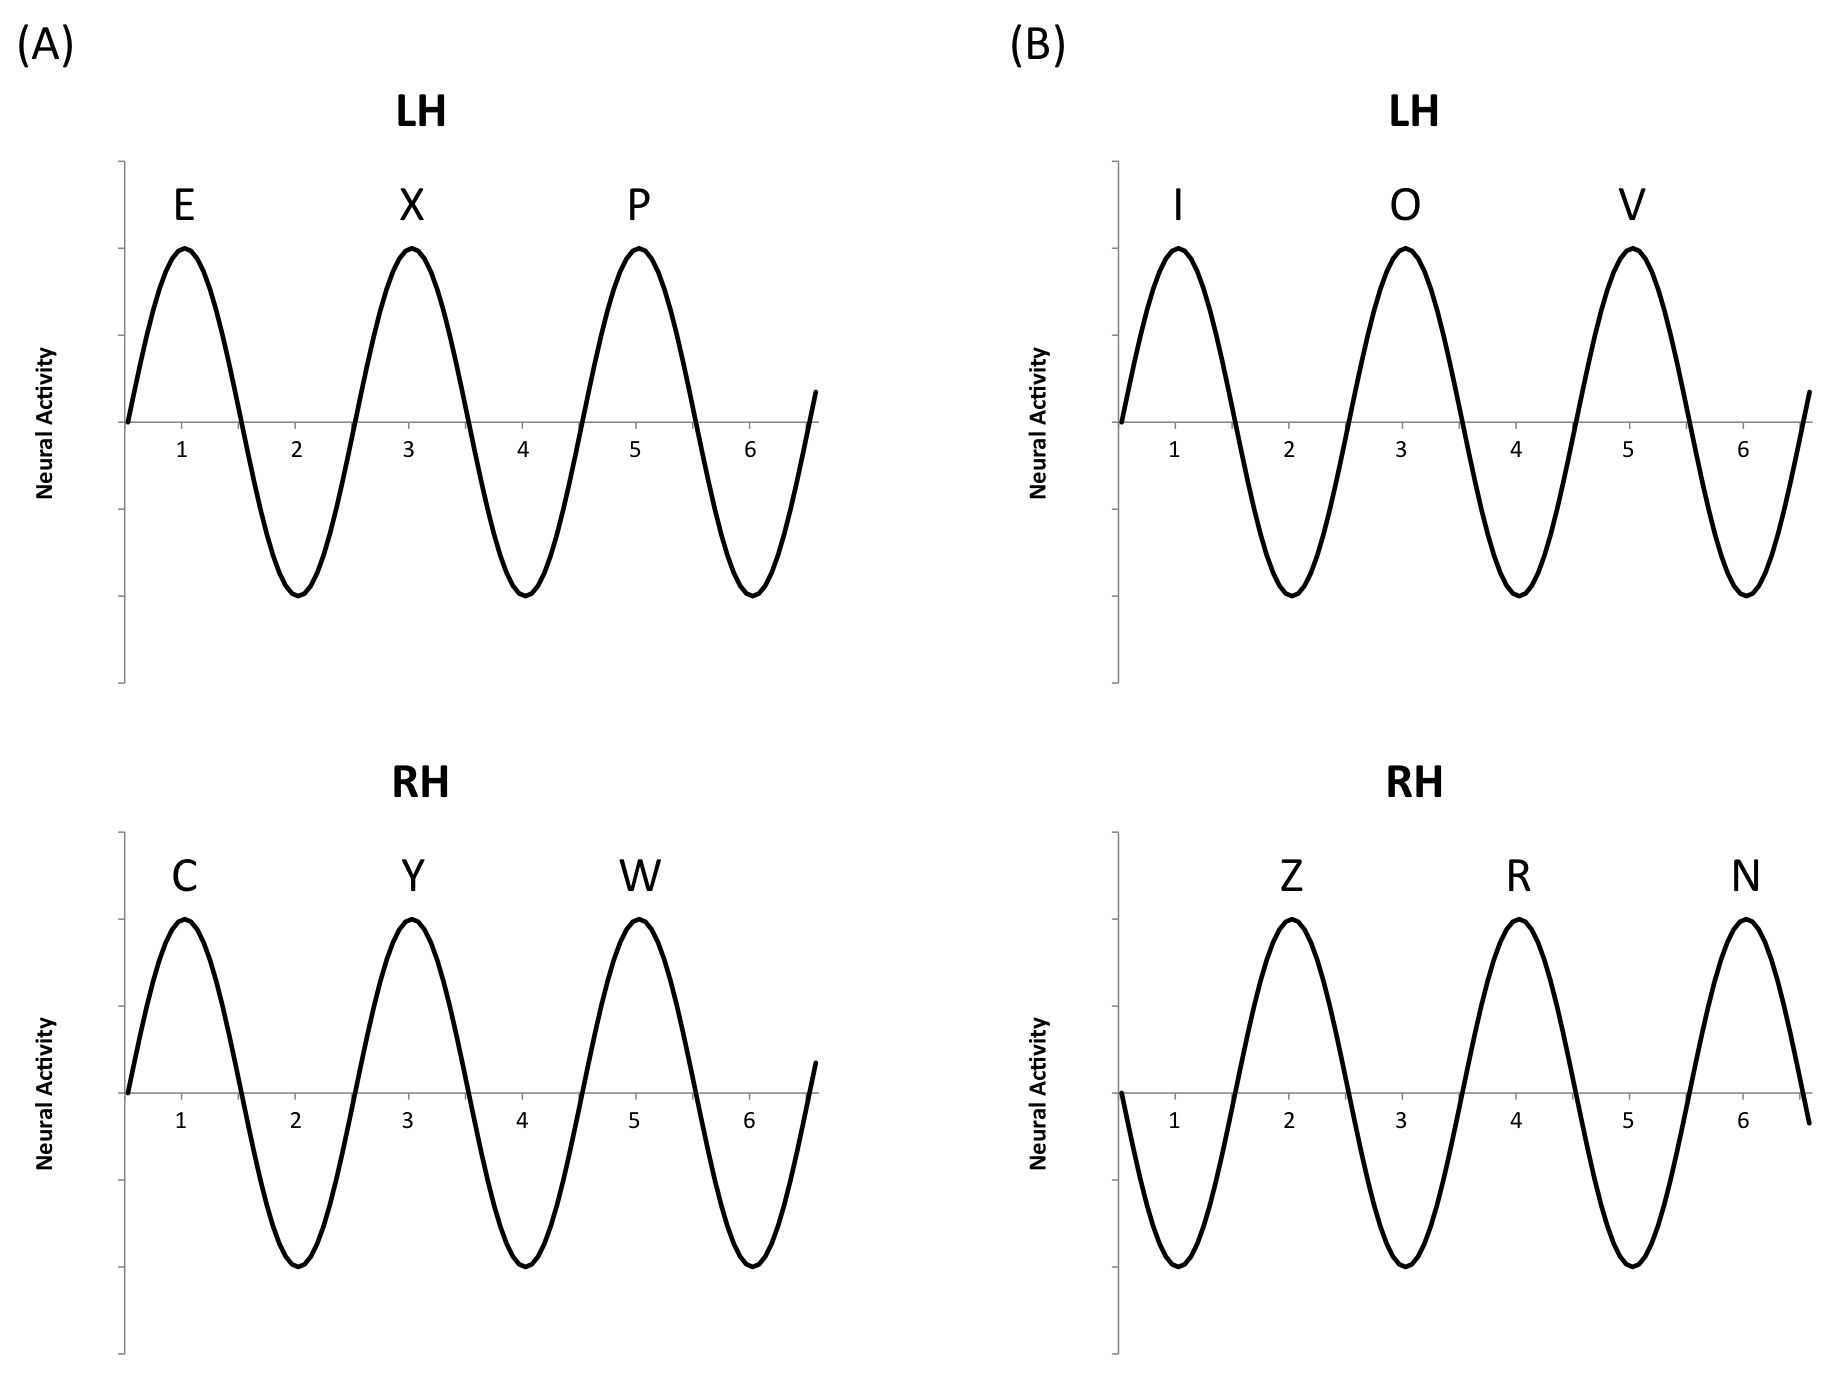 (A)
LH
E X P
Neural Activity
1 2 3 4 5 6
RH
C Y W
Neural Activity
1 2 3 4 5 6
(B)
LH
I O V
Neural Activity
1 2 3 4 5 6
RH
Z R N
Neural Activity
1 2 3 4 5 6